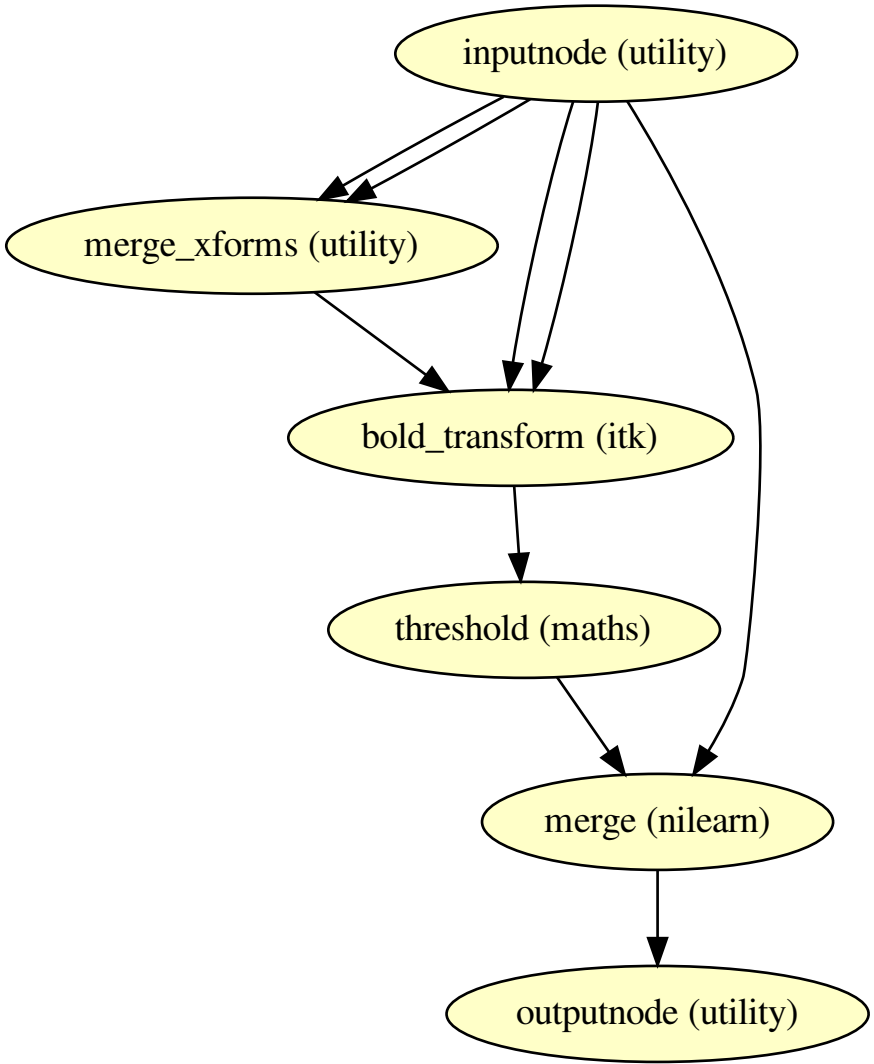 inputnode (utility)
merge_xforms (utility)
bold_transform (itk)
threshold (maths)
merge (nilearn)
outputnode (utility)